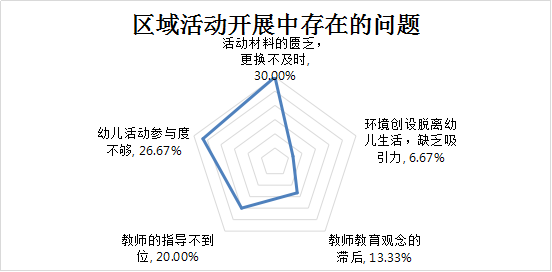 区域活动开展中存在的问题
活动材料的匮乏，
更换不及时,
30.00%
环境创设脱离幼
儿生活，缺乏吸
引力, 6.67%
教师教育观念的
滞后, 13.33%
教师的指导不到
位, 20.00%
幼儿活动参与度
不够, 26.67%